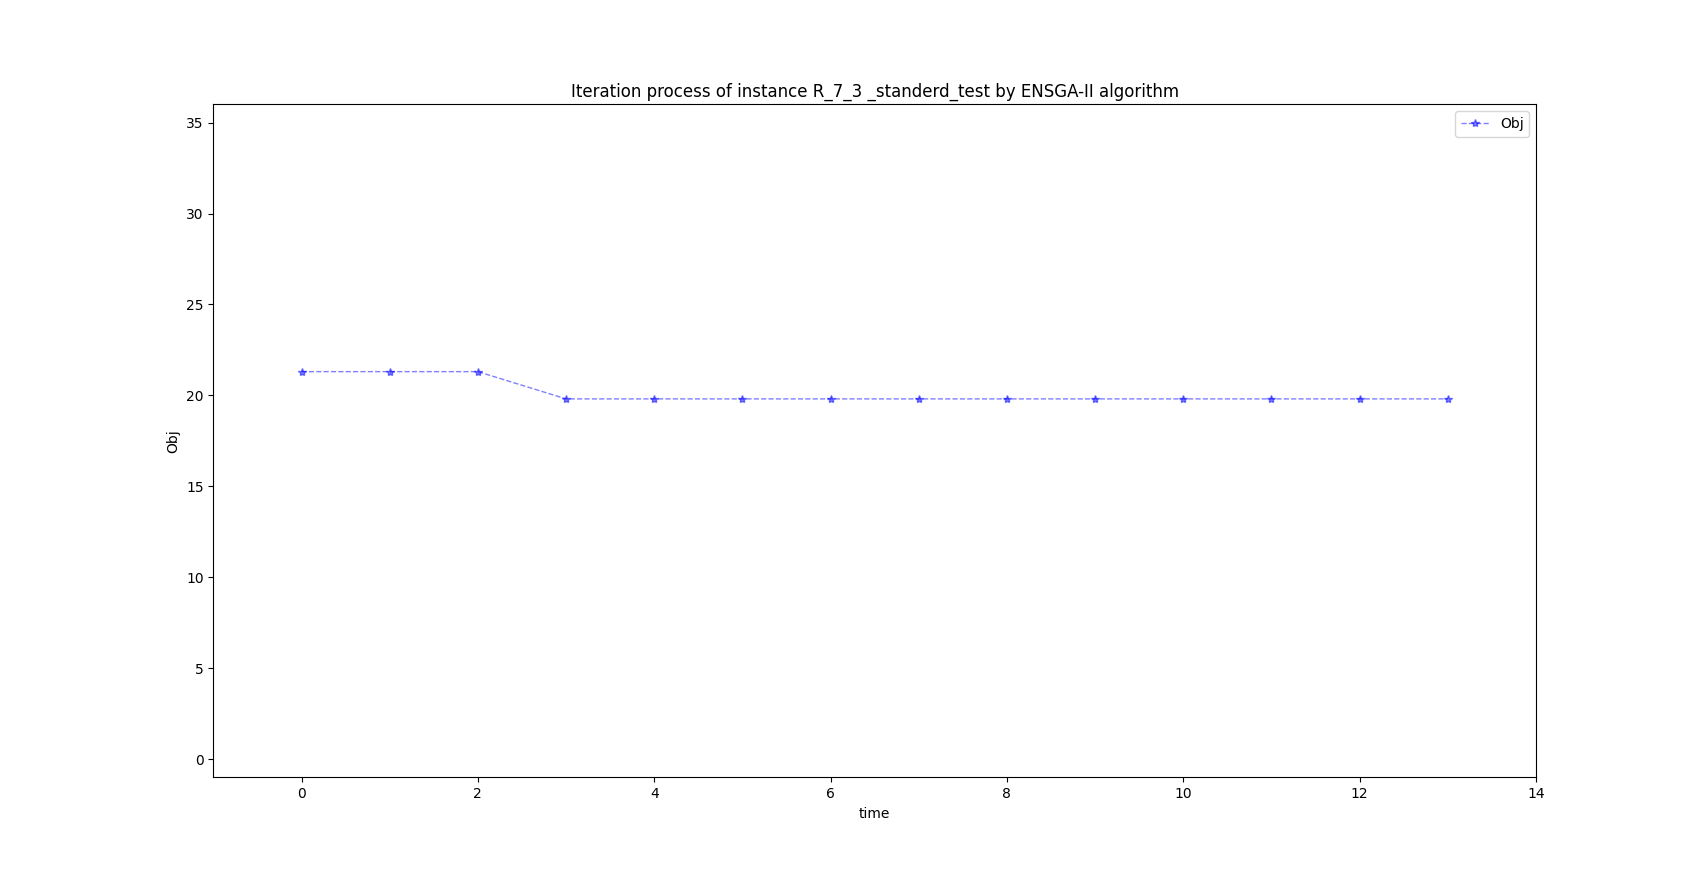 Iteration process of instance R_7_3 _standerd_test by ENSGA-II algorithm
Obj
35
30
25
20
15
10
5
0
Obj
0 2 4 6 8 10 12 14
time